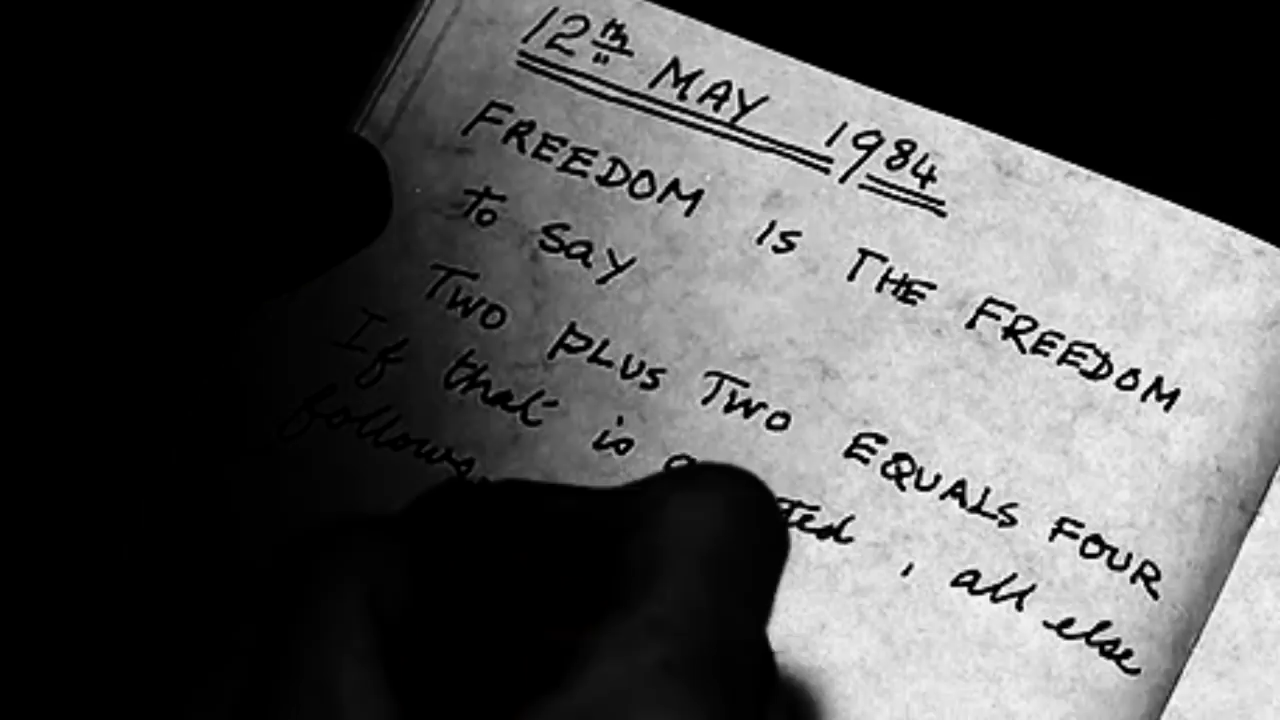 12th MAY 1984
FREEDOM is THE FREEDOM
to say
Two pLus Two EQUALS FOUR
If that is , all else
follows.